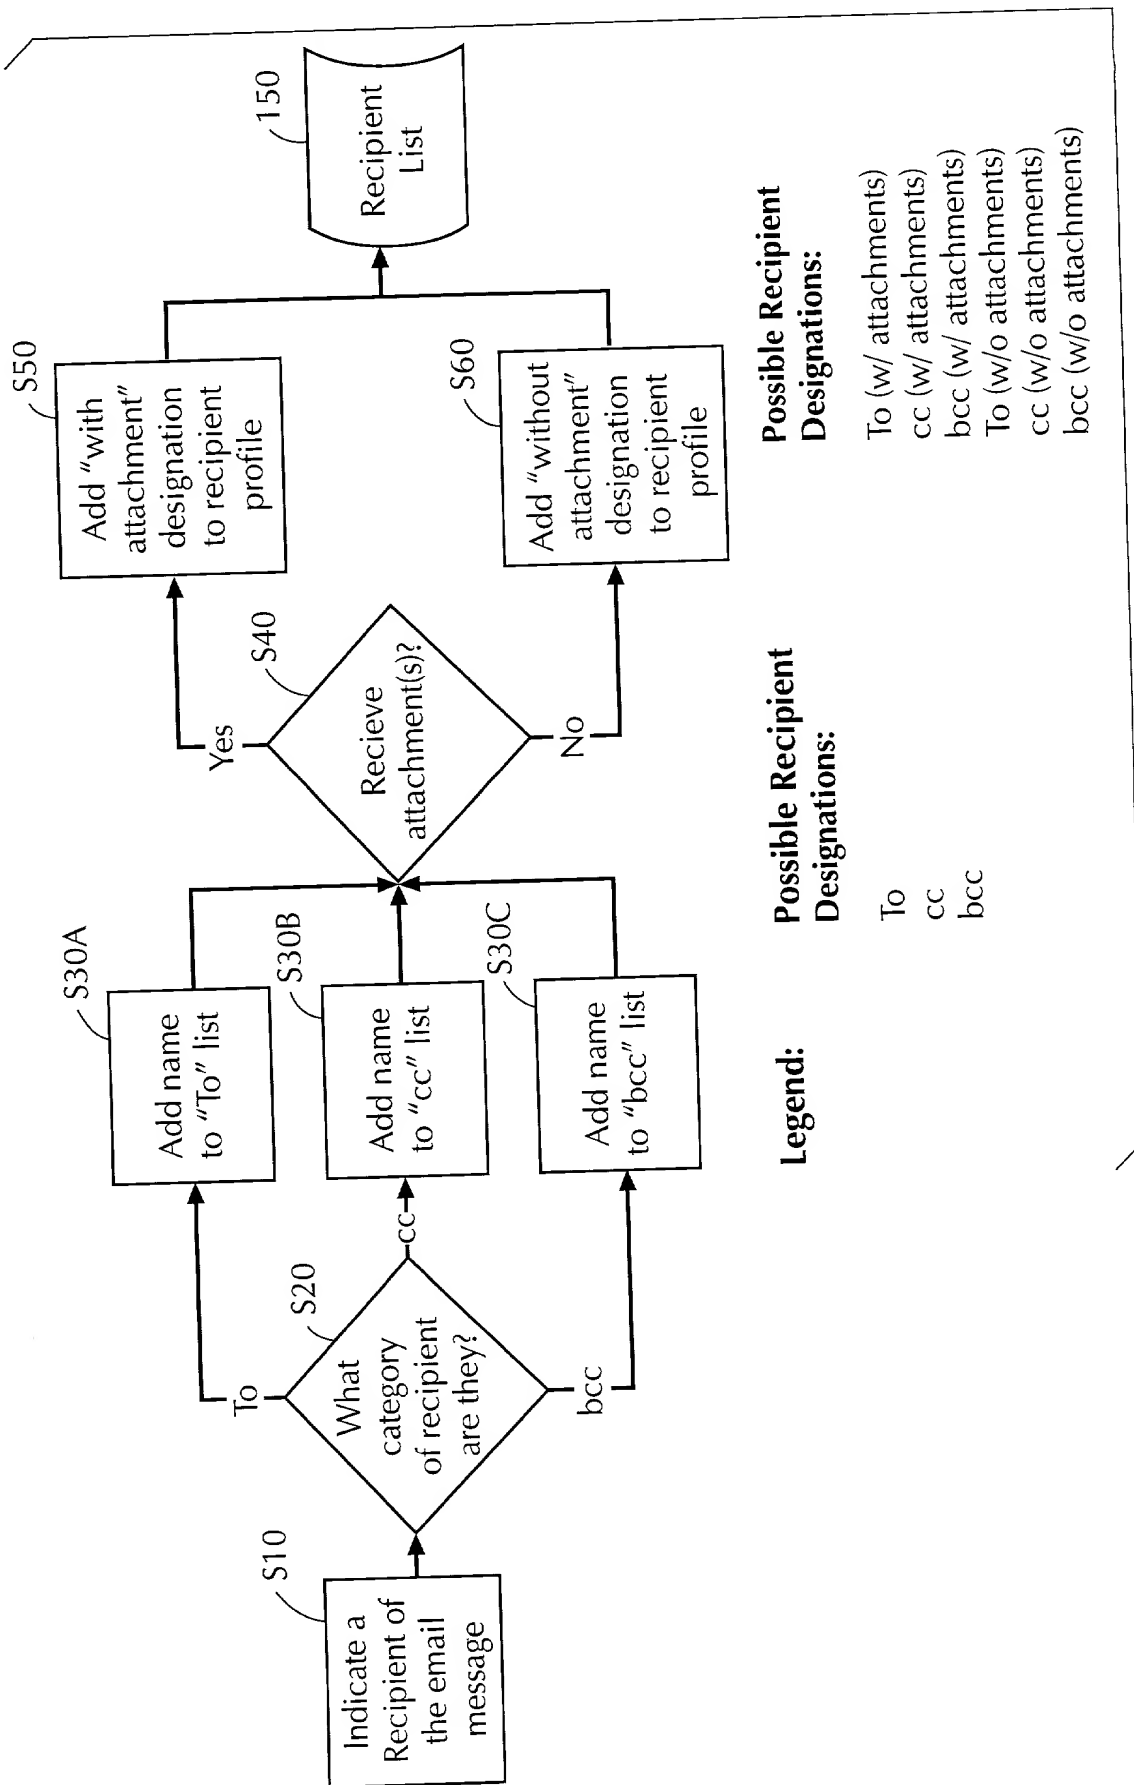 S10
Indicate a
Recipient of
the email
message
S20
What
category
of recipient
are they?
To
cc
bcc
S30A
Add name
to "To" list
S30B
Add name
to "cc" list
S30C
Add name
to "bcc" list
S40
Recieve
attachment(s)?
Yes
No
S50
Add "with
attachment"
designation
to recipient
profile
S60
Add "without
attachment"
designation
to recipient
profile
150
Recipient
List
Legend:
Possible Recipient
Designations:
To
cc
bcc
Possible Recipient
Designations:
To (w/ attachments)
cc (w/ attachments)
bcc (w/ attachments)
To (w/o attachments)
cc (w/o attachments)
bcc (w/o attachments)